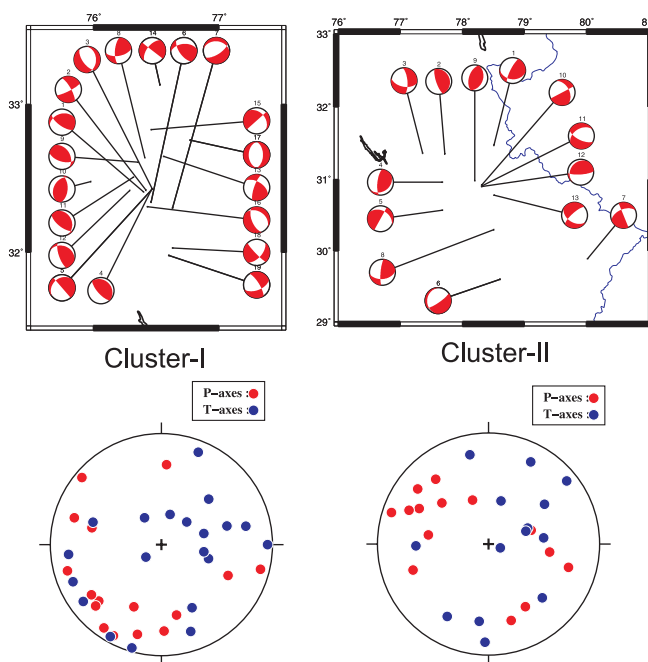 76° 77°
3 8 14 6 7
2
33°
1 15
9 17
10 13
11 16
12 18
32°
5 4 19
Cluster-I
76° 77° 78° 79° 80° 8
33°
3 2 9 1
10
32°
11
12
31°
4
5 13 7
30°
8
6
29°
Cluster-II
P−axes :
T−axes :
P−axes :
T−axes :